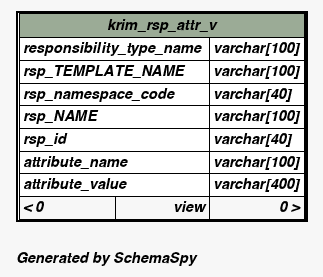 krim_rsp_attr_v
responsibility_type_name varchar[100]
rsp_TEMPLATE_NAME varchar[100]
rsp_namespace_code varchar[40]
rsp_NAME varchar[100]
rsp_id varchar[40]
attribute_name varchar[100]
attribute_value varchar[400]
< 0 view 0 >
Generated by SchemaSpy